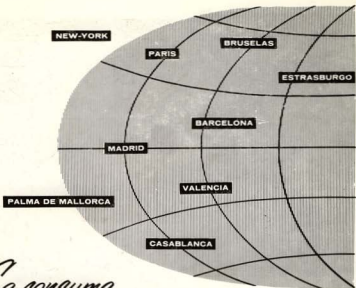 NEW-YORK
PARIS
BRUSELAS
ESTRASBURGO
BARCELONA
MADRID
VALENCIA
PALMA DE MALLORCA
CASABLANCA